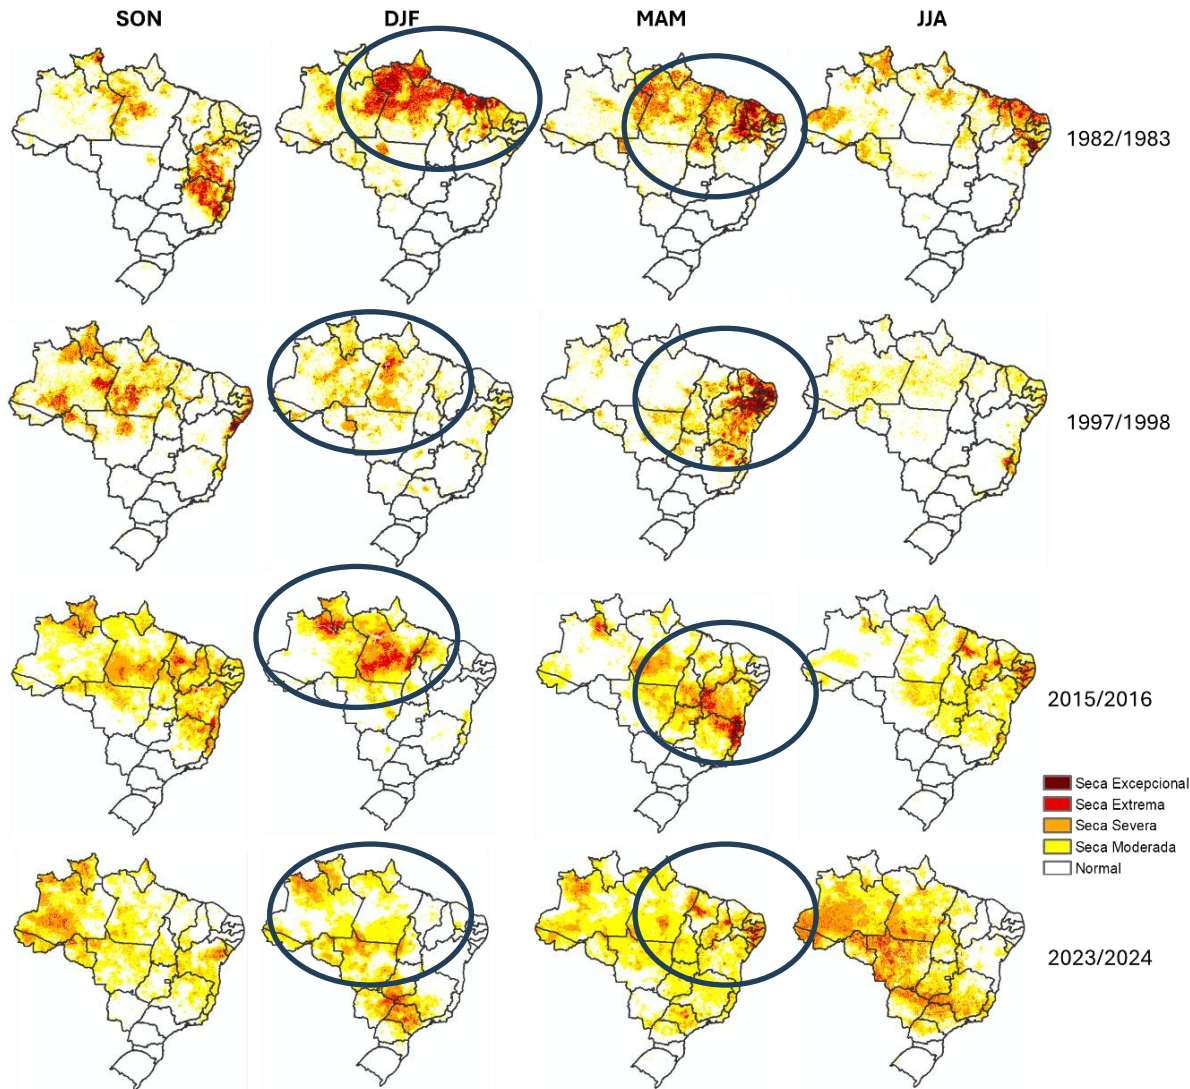 SON
DJF
MAM
JJA
1982/1983
1997/1998
2015/2016
Seca Excepcional
Seca Extrema
Seca Severa
Seca Moderada
Normal
2023/2024